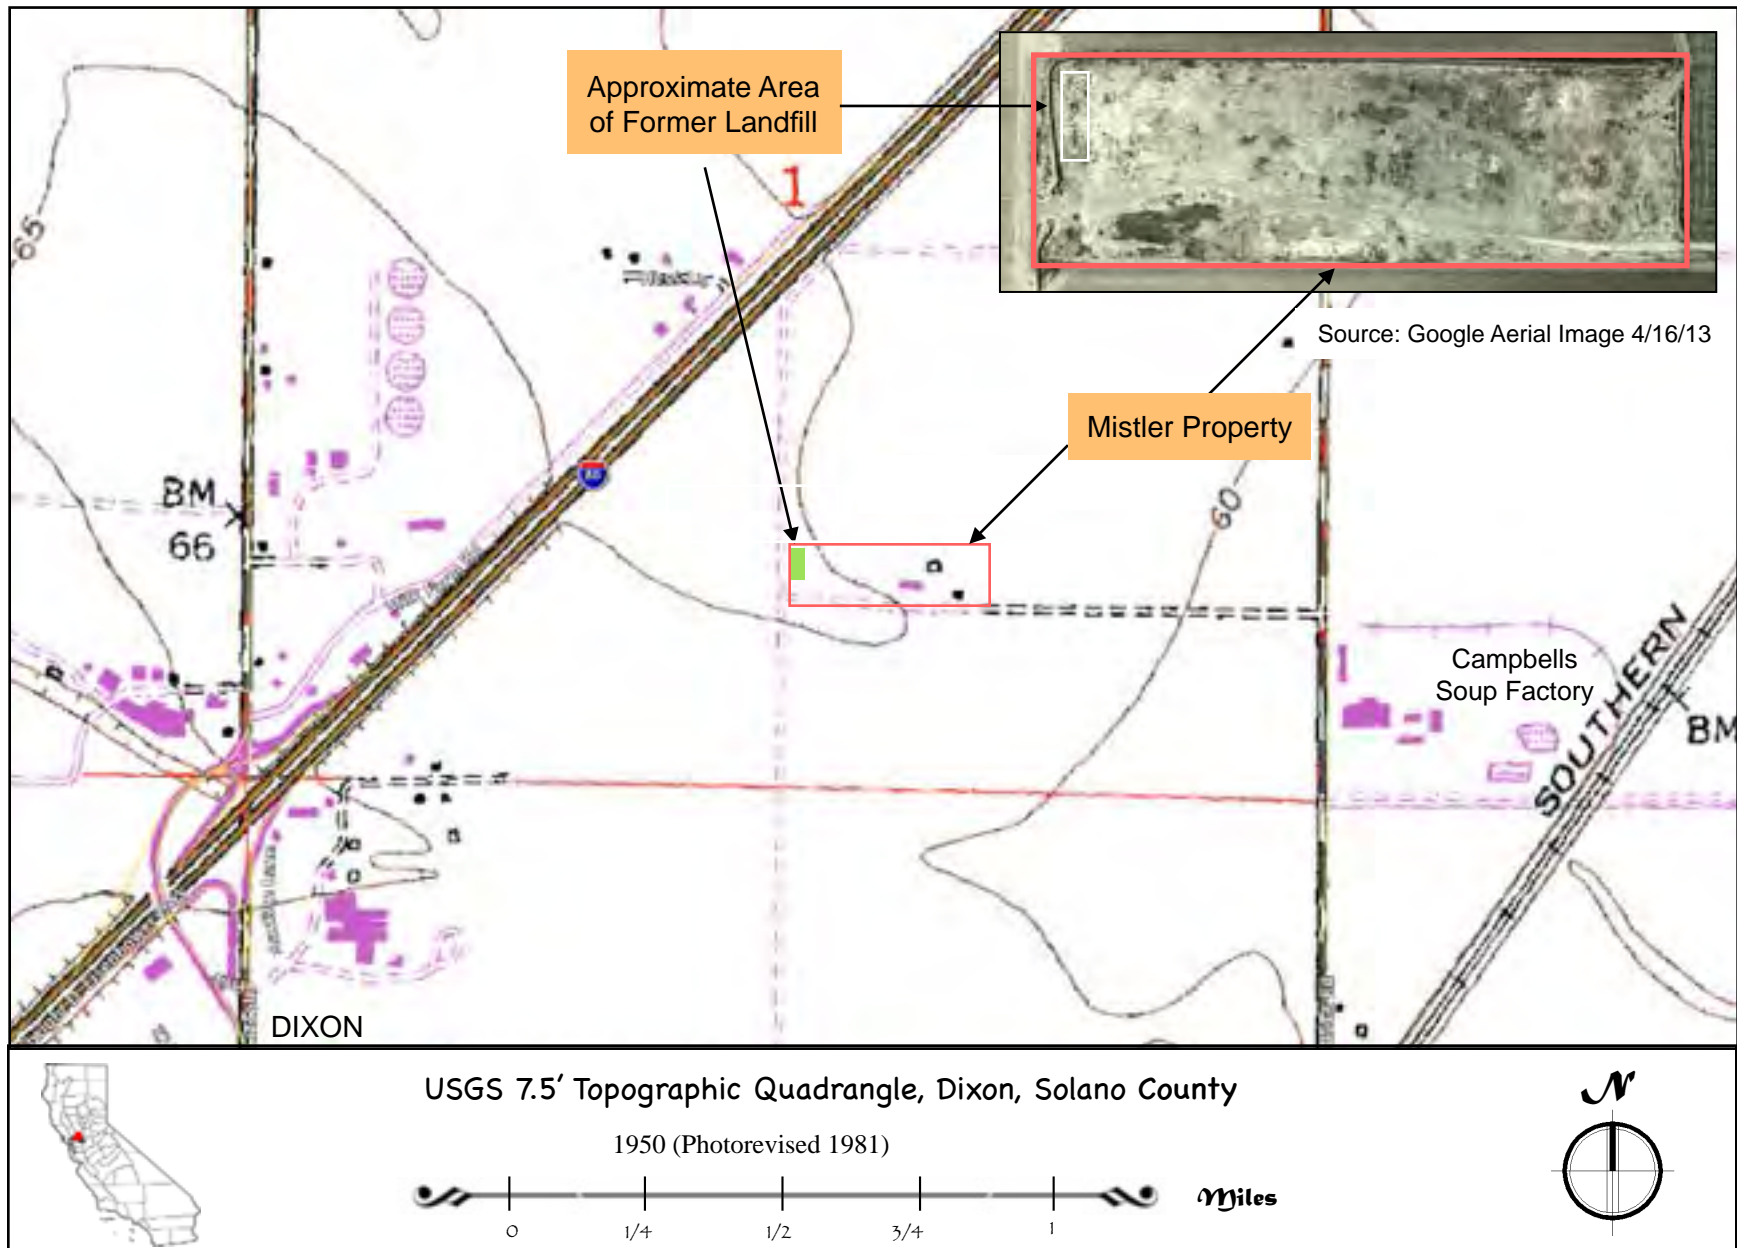 Approximate Area
of Former Landfill
1
Source: Google Aerial Image 4/16/13
Mistler Property
65
80
BM
66
60
Campbells
Soup Factory
SOUTHERN
BM
DIXON
USGS 7.5′ Topographic Quadrangle, Dixon, Solano County
1950 (Photorevised 1981)
N
Miles
0 1/4 1/2 3/4 1